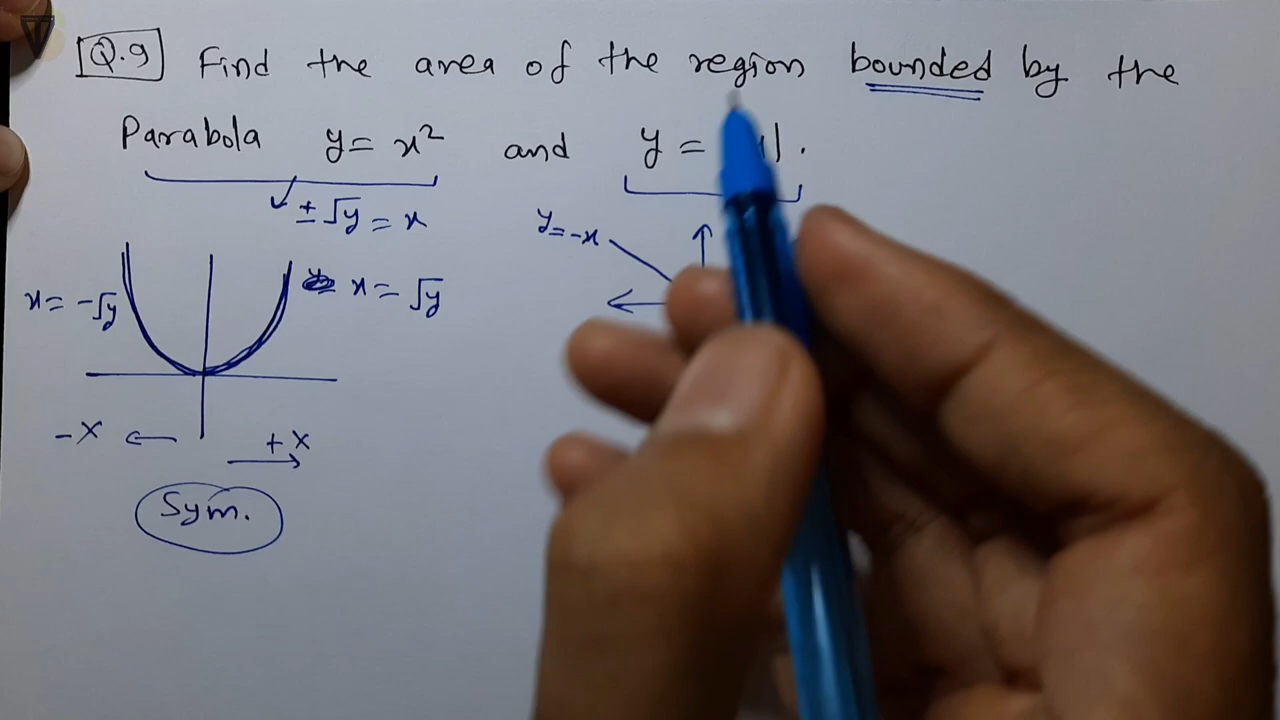 Q.9 Find the area of the region bounded by the
Parabola y = x² and y = |.
± √y = x
y = -x
x = -√y
x = √y
-X
+X
Sym.